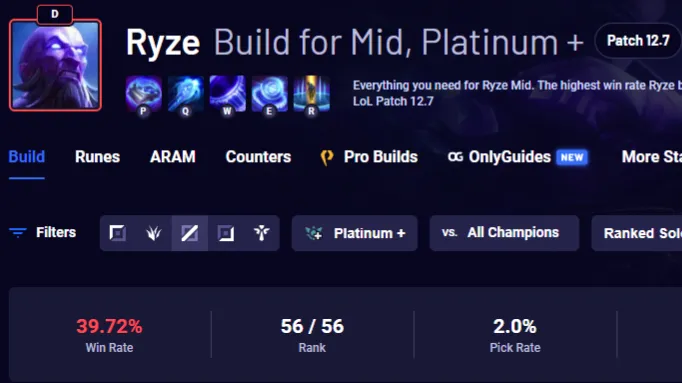 D
Ryze Build for Mid, Platinum +
Patch 12.7
P Q W E R
Everything you need for Ryze Mid. The highest win rate Ryze
LoL Patch 12.7
Build Runes ARAM Counters Pro Builds OG OnlyGuides NEW More
Filters Platinum + vs. All Champions Ranked
39.72% 56 / 56 2.0%
Win Rate Rank Pick Rate